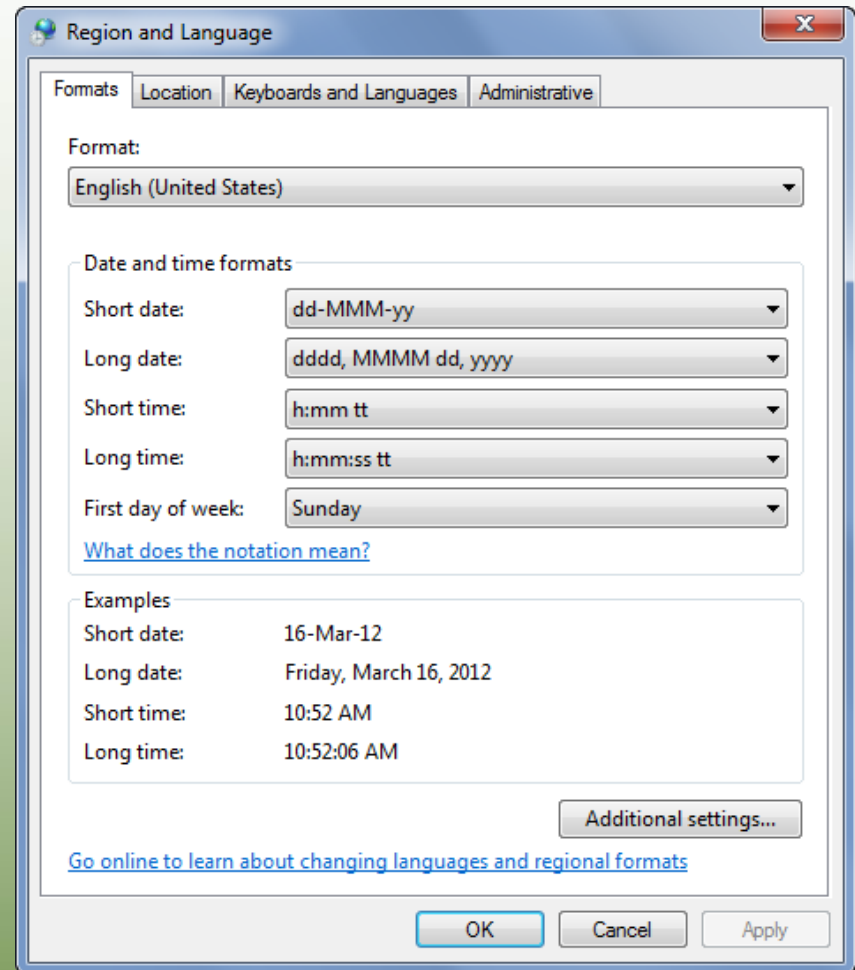 Region and Language
Formats Location Keyboards and Languages Administrative
Format:
English (United States)
Date and time formats
Short date: dd-MMM-yy
Long date: dddd, MMMM dd, yyyy
Short time: h:mm tt
Long time: h:mm:ss tt
First day of week: Sunday
What does the notation mean?
Examples
Short date: 16-Mar-12
Long date: Friday, March 16, 2012
Short time: 10:52 AM
Long time: 10:52:06 AM
Additional settings...
Go online to learn about changing languages and regional formats
OK Cancel Apply